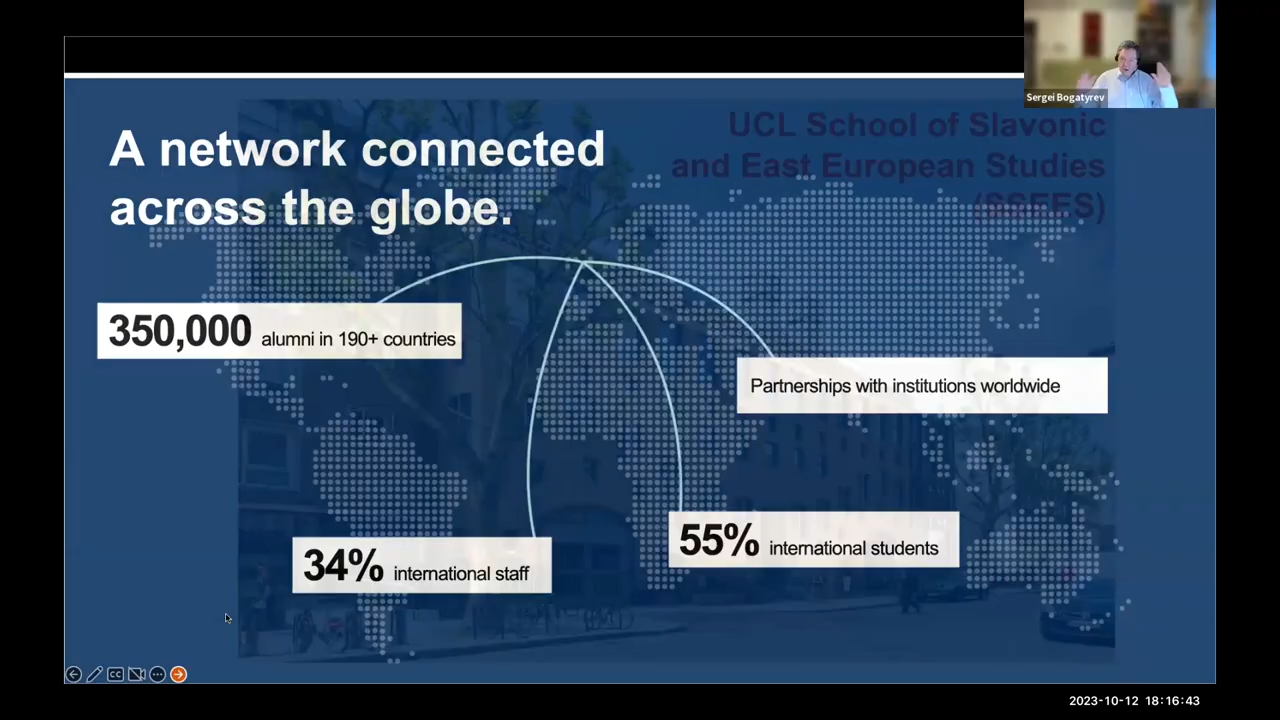 Sergei Bogatyrev
UCL School of Slavonic
and East European Studies
(SSEES)
A network connected
across the globe.
350,000 alumni in 190+ countries
Partnerships with institutions worldwide
55% international students
34% international staff
CC
2023-10-12 18:16:43